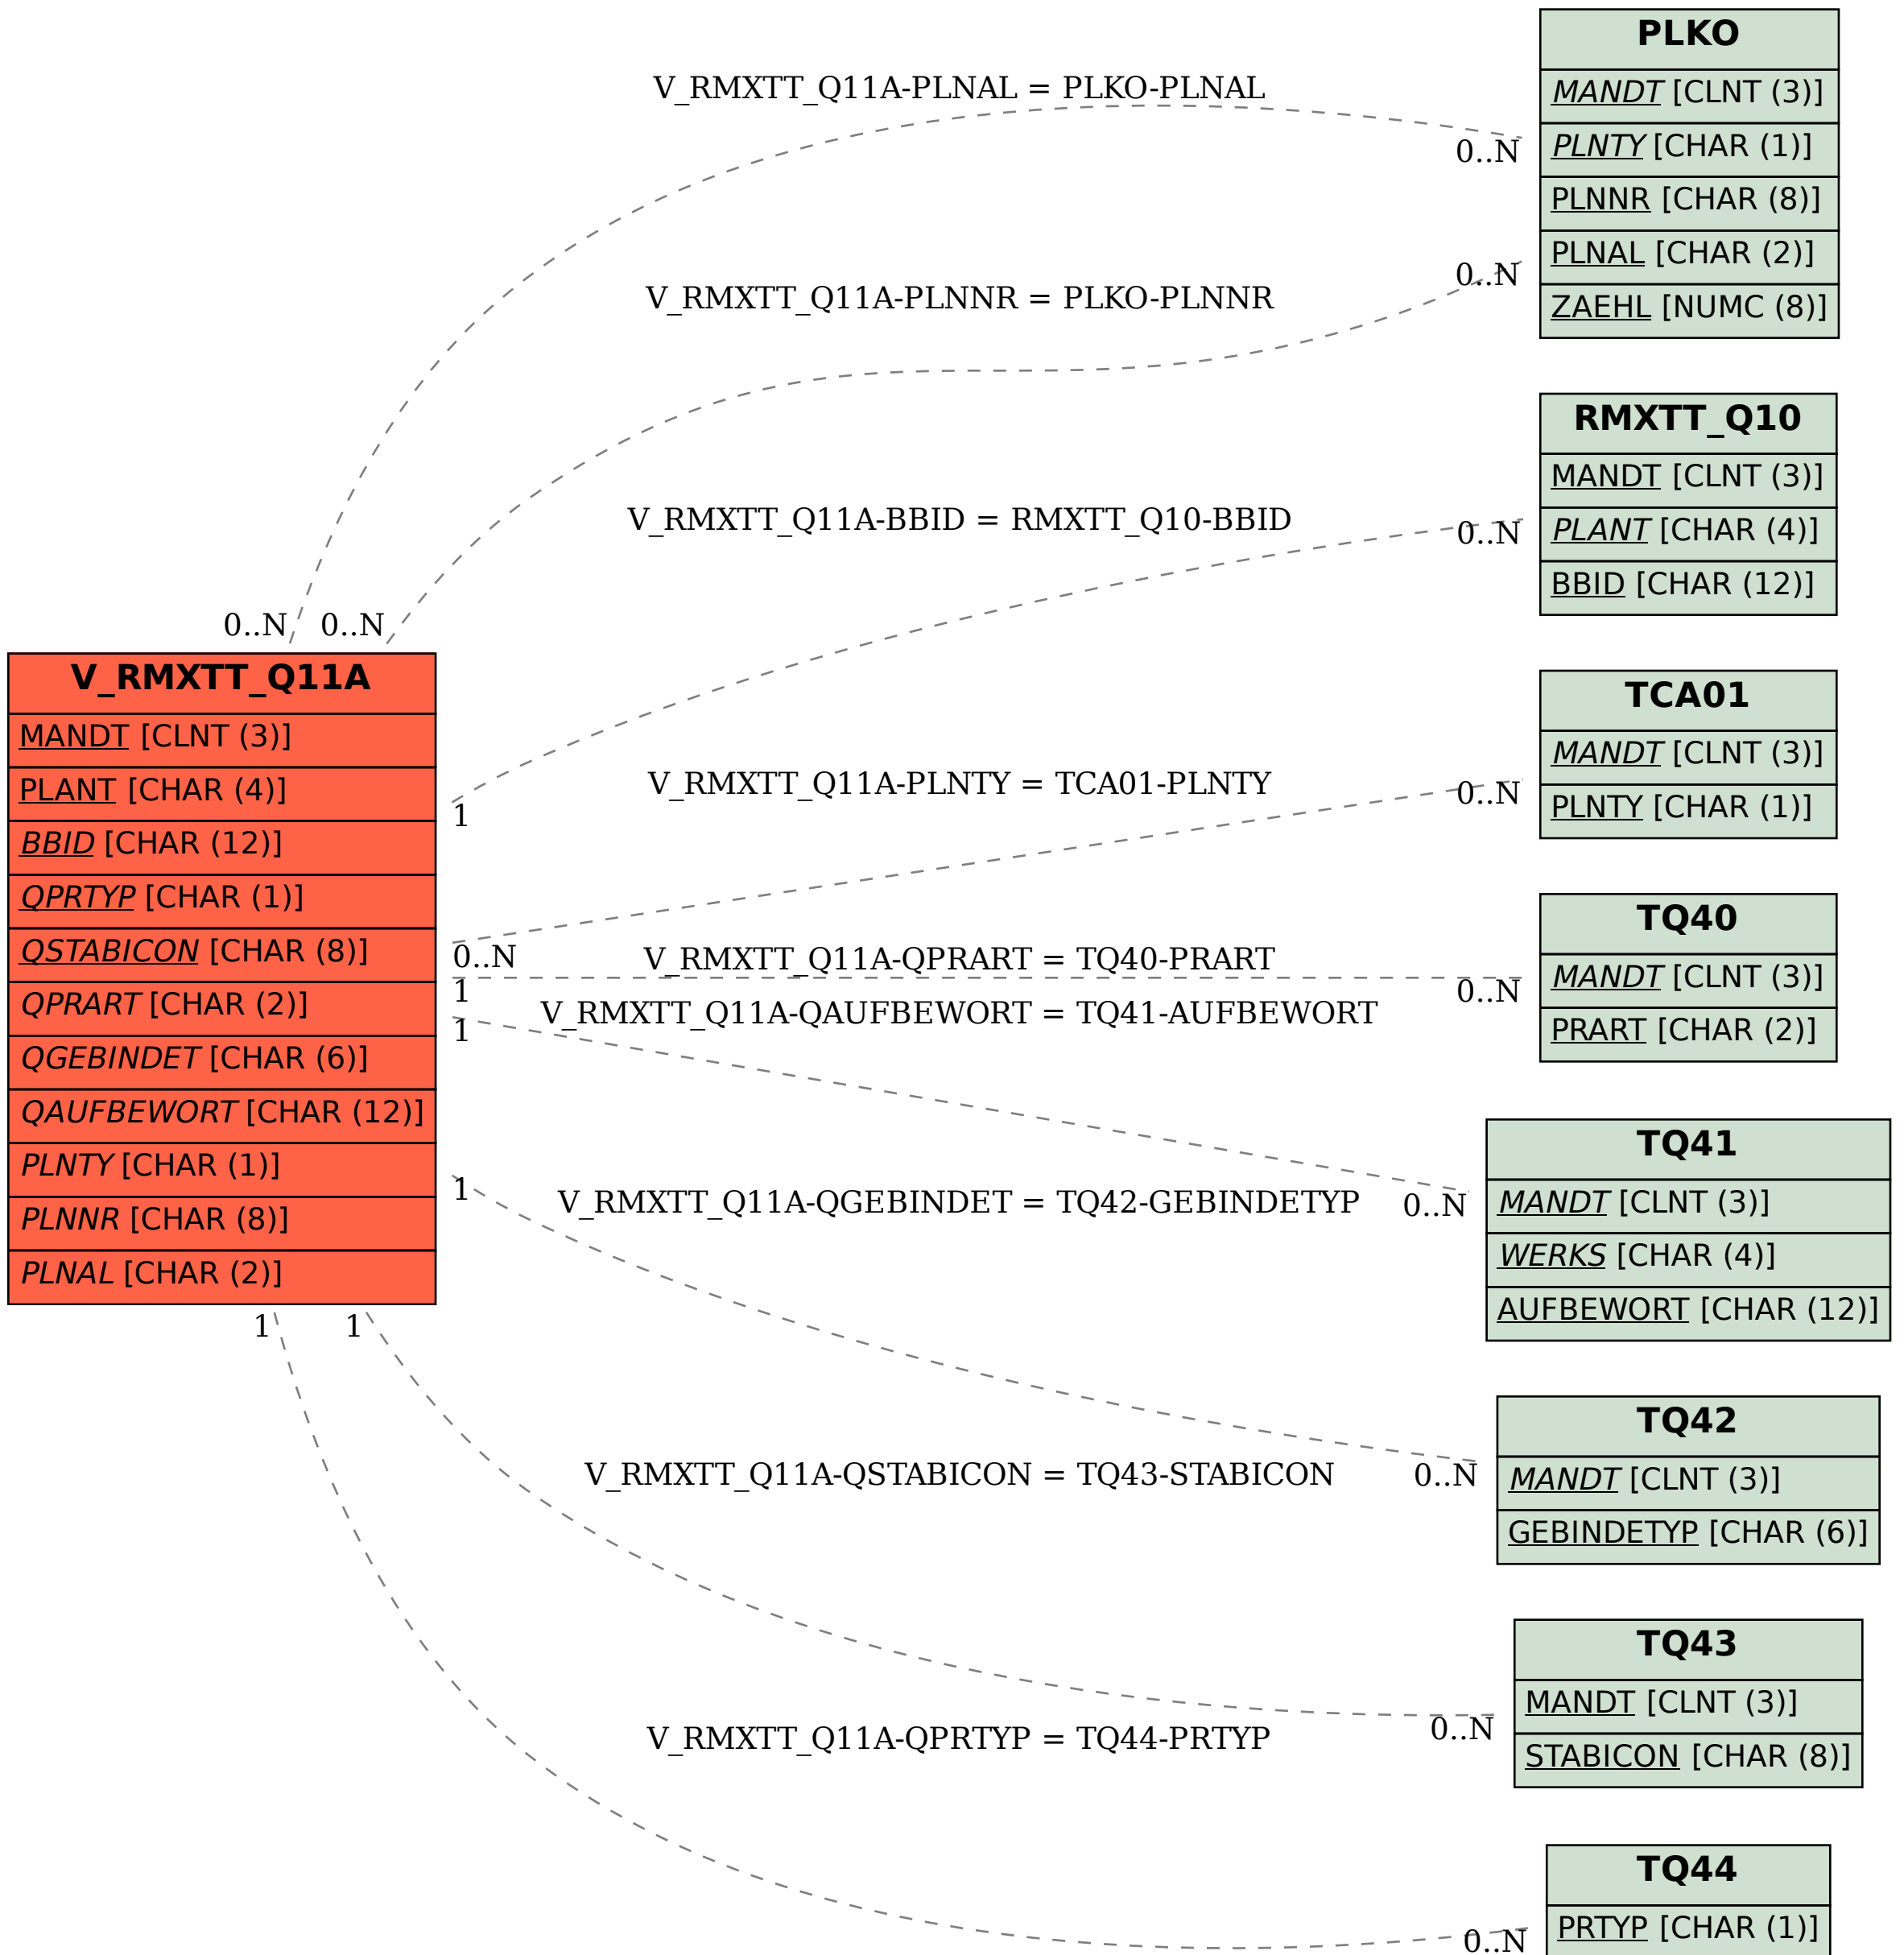 PLKO
MANDT [CLNT (3)]
PLNTY [CHAR (1)]
PLNNR [CHAR (8)]
PLNAL [CHAR (2)]
ZAEHL [NUMC (8)]
V_RMXTT_Q11A-PLNAL = PLKO-PLNAL
0..N
0..N
V_RMXTT_Q11A-PLNNR = PLKO-PLNNR
0..N
0..N
RMXTT_Q10
MANDT [CLNT (3)]
PLANT [CHAR (4)]
BBID [CHAR (12)]
V_RMXTT_Q11A-BBID = RMXTT_Q10-BBID
0..N
1
V_RMXTT_Q11A
MANDT [CLNT (3)]
PLANT [CHAR (4)]
BBID [CHAR (12)]
QPRTYP [CHAR (1)]
QSTABICON [CHAR (8)]
QPRART [CHAR (2)]
QGEBINDET [CHAR (6)]
QAUFBEWORT [CHAR (12)]
PLNTY [CHAR (1)]
PLNNR [CHAR (8)]
PLNAL [CHAR (2)]
TCA01
MANDT [CLNT (3)]
PLNTY [CHAR (1)]
V_RMXTT_Q11A-PLNTY = TCA01-PLNTY
0..N
0..N
TQ40
MANDT [CLNT (3)]
PRART [CHAR (2)]
V_RMXTT_Q11A-QPRART = TQ40-PRART
0..N
1
V_RMXTT_Q11A-QAUFBEWORT = TQ41-AUFBEWORT
0..N
1
TQ41
MANDT [CLNT (3)]
WERKS [CHAR (4)]
AUFBEWORT [CHAR (12)]
V_RMXTT_Q11A-QGEBINDET = TQ42-GEBINDETYP
0..N
1
TQ42
MANDT [CLNT (3)]
GEBINDETYP [CHAR (6)]
V_RMXTT_Q11A-QSTABICON = TQ43-STABICON
0..N
1
TQ43
MANDT [CLNT (3)]
STABICON [CHAR (8)]
V_RMXTT_Q11A-QPRTYP = TQ44-PRTYP
0..N
1
TQ44
PRTYP [CHAR (1)]